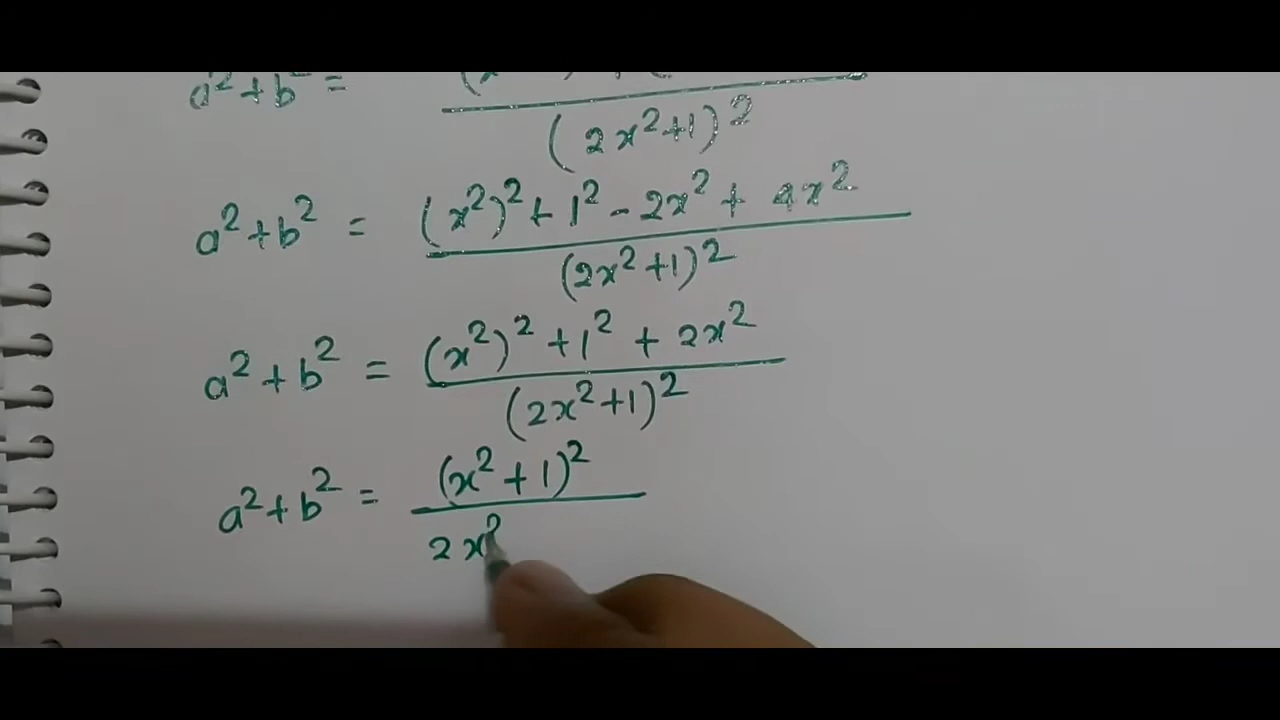 a² + b² =
(2x² + 1)²
a² + b² = (x²)² + 1² - 2x² + 4x² / (2x² + 1)²
a² + b² = (x²)² + 1² + 2x² / (2x² + 1)²
a² + b² = (x² + 1)² / 2x²